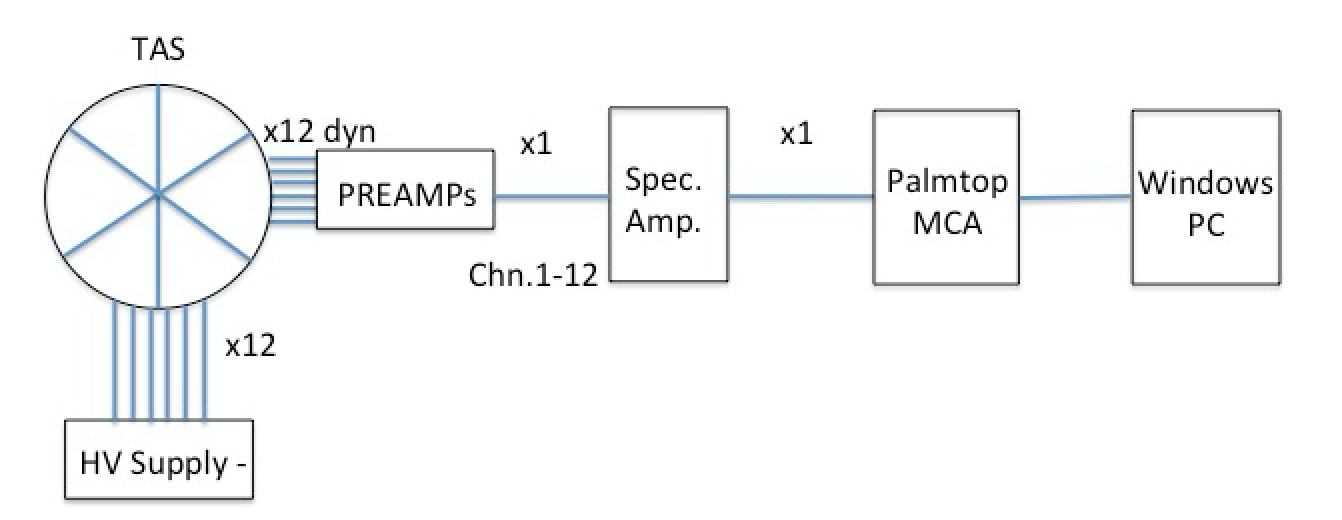 TAS
x12 dyn
PREAMPs
x1
Spec.
Amp.
Chn.1-12
x1
Palmtop
MCA
Windows
PC
x12
HV Supply -